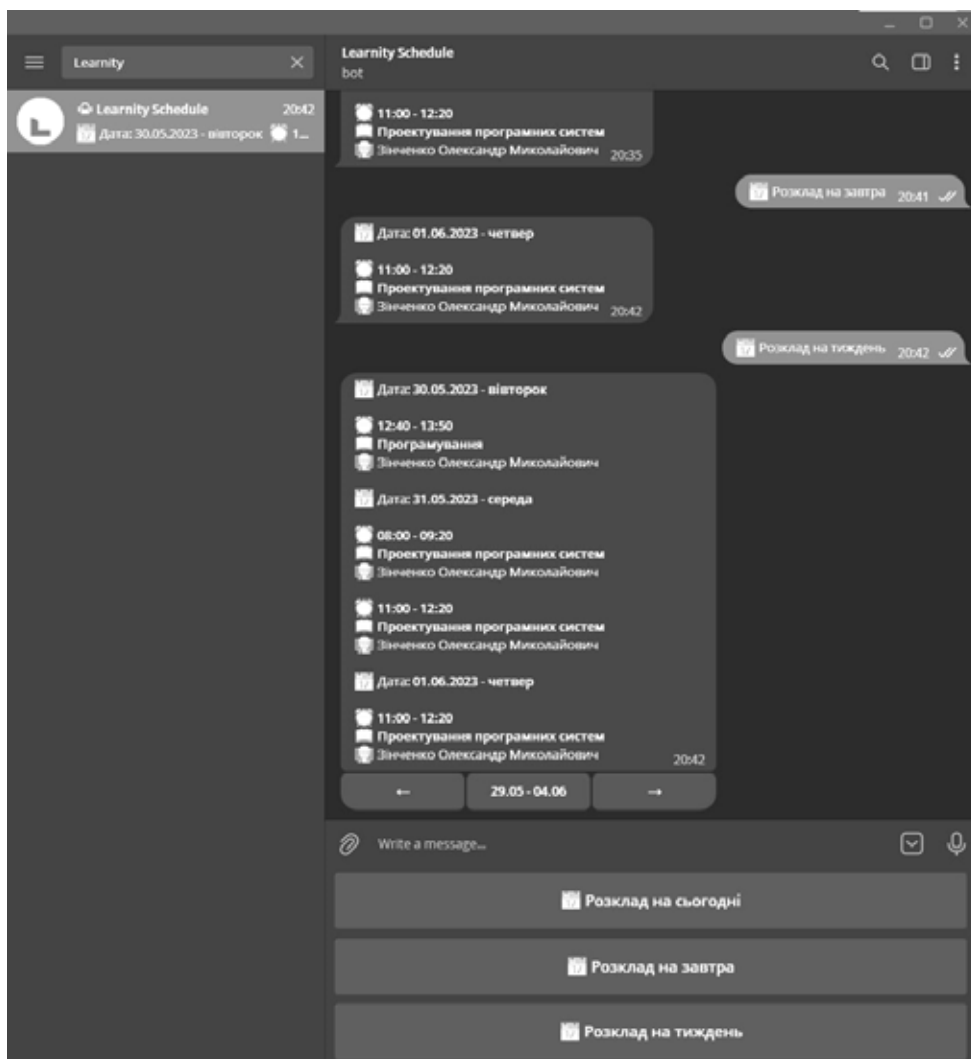 Learnity
Learnity Schedule
20:42
Дата: 30.05.2023 - вівторок
1...
Learnity Schedule
bot
11:00 - 12:20
Проектування програмних систем
Зінченко Олександр Миколайович
20:35
Розклад на завтра
20:41
Дата: 01.06.2023 - четвер
11:00 - 12:20
Проектування програмних систем
Зінченко Олександр Миколайович
20:42
Розклад на тиждень
20:42
Дата: 30.05.2023 - вівторок
12:40 - 13:50
Програмування
Зінченко Олександр Миколайович
Дата: 31.05.2023 - середа
08:00 - 09:20
Проектування програмних систем
Зінченко Олександр Миколайович
11:00 - 12:20
Проектування програмних систем
Зінченко Олександр Миколайович
Дата: 01.06.2023 - четвер
11:00 - 12:20
Проектування програмних систем
Зінченко Олександр Миколайович
20:42
← 29.05 - 04.06 →
Write a message...
Розклад на сьогодні
Розклад на завтра
Розклад на тиждень